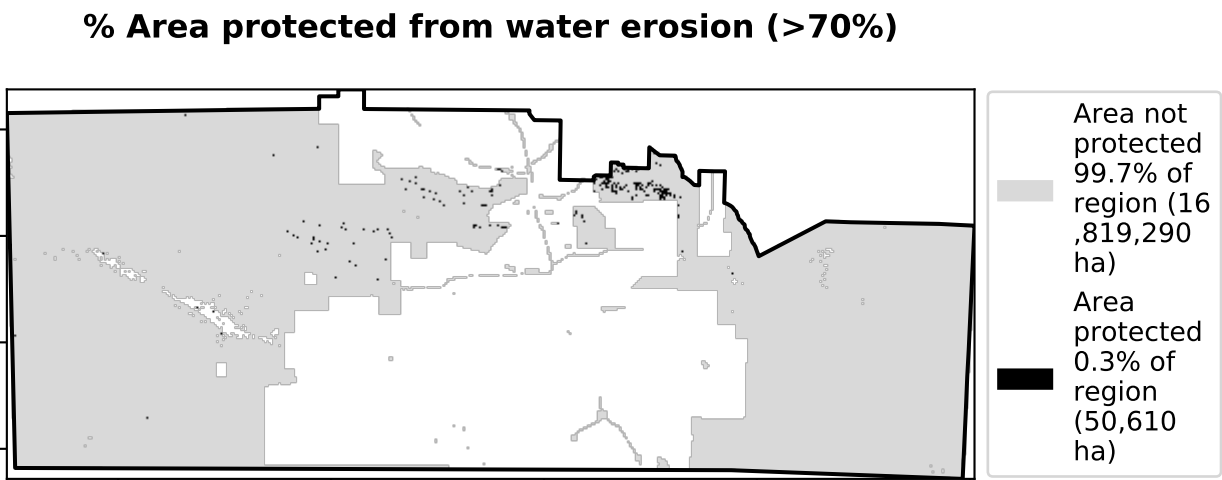 % Area protected from water erosion (>70%)
Area not
protected
99.7% of
region (16
,819,290
ha)
Area
protected
0.3% of
region
(50,610
ha)